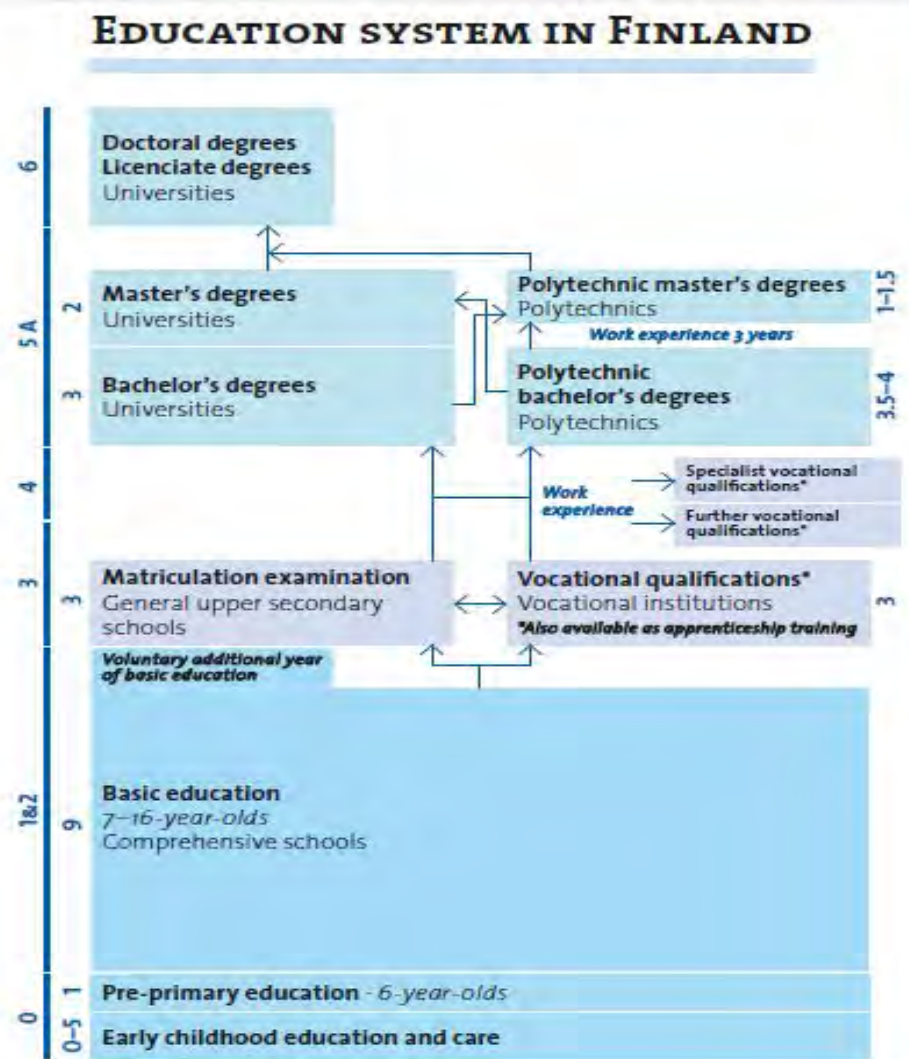 EDUCATION SYSTEM IN FINLAND
6
Doctoral degrees
Licenciate degrees
Universities
5 A
2
Master's degrees
Universities
Polytechnic master's degrees
Polytechnics
1–1.5
Work experience 3 years
3
Bachelor's degrees
Universities
Polytechnic
bachelor's degrees
Polytechnics
3.5–4
4
Work
experience
Specialist vocational
qualifications*
Further vocational
qualifications*
3
3
Matriculation examination
General upper secondary
schools
Vocational qualifications*
Vocational institutions
*Also available as apprenticeship training
3
Voluntary additional year
of basic education
1&2
9
Basic education
7–16-year-olds
Comprehensive schools
0
1
Pre-primary education - 6-year-olds
0–5
Early childhood education and care